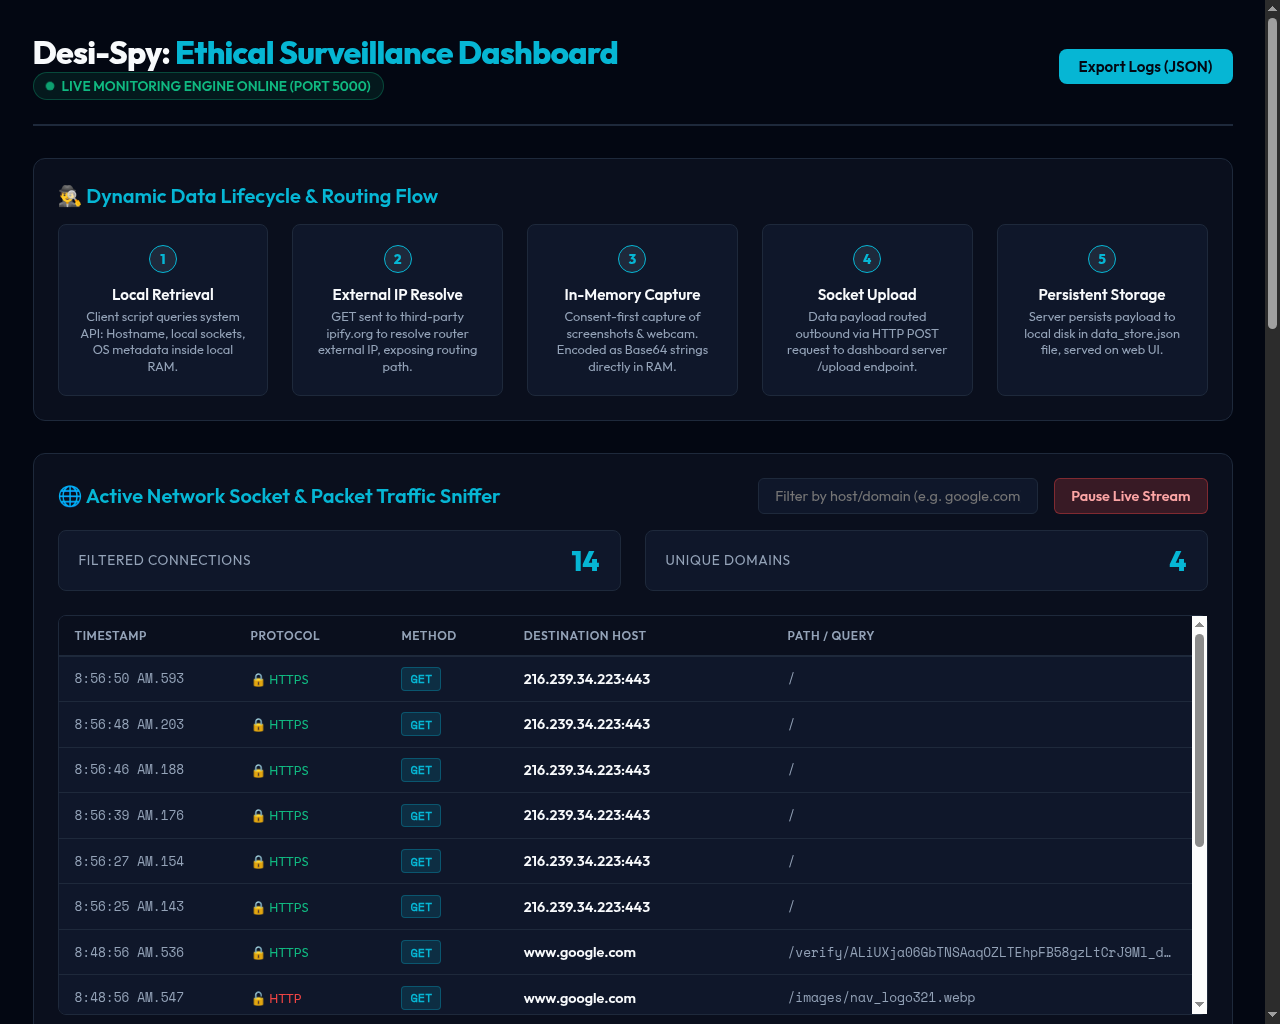 Desi-Spy: Ethical Surveillance Dashboard
LIVE MONITORING ENGINE ONLINE (PORT 5000)
Export Logs (JSON)
Dynamic Data Lifecycle & Routing Flow
1
Local Retrieval
Client script queries system
API: Hostname, local sockets,
OS metadata inside local
RAM.
2
External IP Resolve
GET sent to third-party
ipify.org to resolve router
external IP, exposing routing
path.
3
In-Memory Capture
Consent-first capture of
screenshots & webcam.
Encoded as Base64 strings
directly in RAM.
4
Socket Upload
Data payload routed
outbound via HTTP POST
request to dashboard server
/upload endpoint.
5
Persistent Storage
Server persists payload to
local disk in data_store.json
file, served on web UI.
Active Network Socket & Packet Traffic Sniffer
Filter by host/domain (e.g. google.com
Pause Live Stream
FILTERED CONNECTIONS 14
UNIQUE DOMAINS 4
TIMESTAMP PROTOCOL METHOD DESTINATION HOST PATH / QUERY
8:56:50 AM.593 HTTPS GET 216.239.34.223:443 /
8:56:48 AM.203 HTTPS GET 216.239.34.223:443 /
8:56:46 AM.188 HTTPS GET 216.239.34.223:443 /
8:56:39 AM.176 HTTPS GET 216.239.34.223:443 /
8:56:27 AM.154 HTTPS GET 216.239.34.223:443 /
8:56:25 AM.143 HTTPS GET 216.239.34.223:443 /
8:48:56 AM.536 HTTPS GET www.google.com /verify/ALiUXja06GbTNSAaqOZLTEhpFB58gzLtCrJ9Ml_d…
8:48:56 AM.547 HTTP GET www.google.com /images/nav_logo321.webp